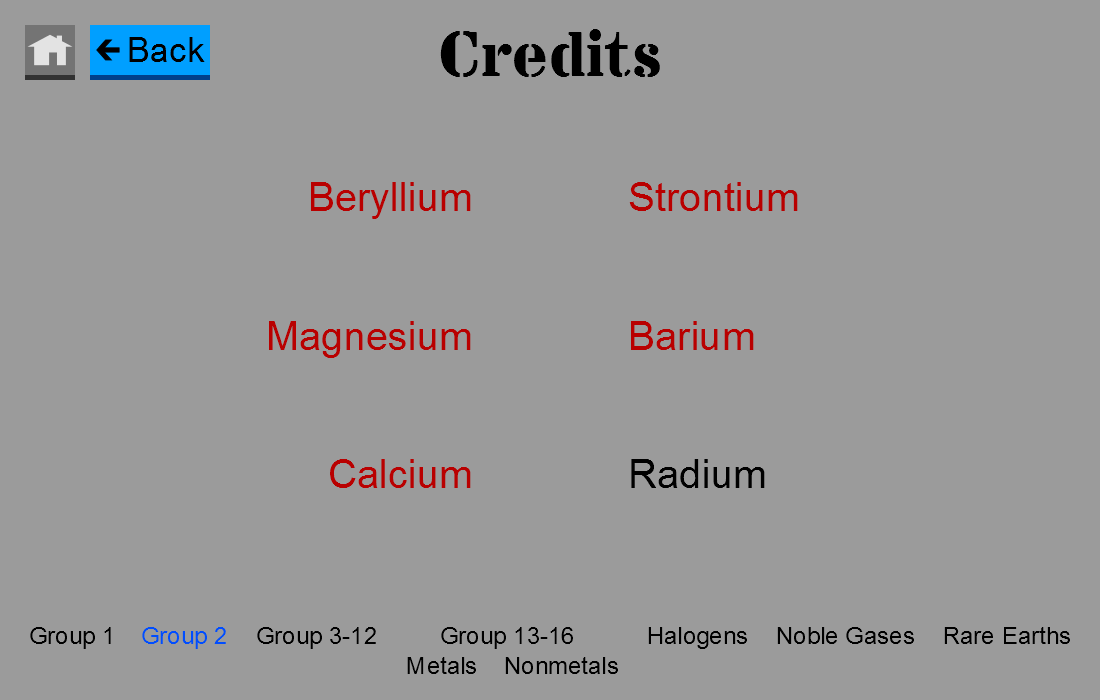 Back
Credits
Beryllium
Strontium
Magnesium
Barium
Calcium
Radium
Group 1
Group 2
Group 3-12
Group 13-16
Metals
Nonmetals
Halogens
Noble Gases
Rare Earths